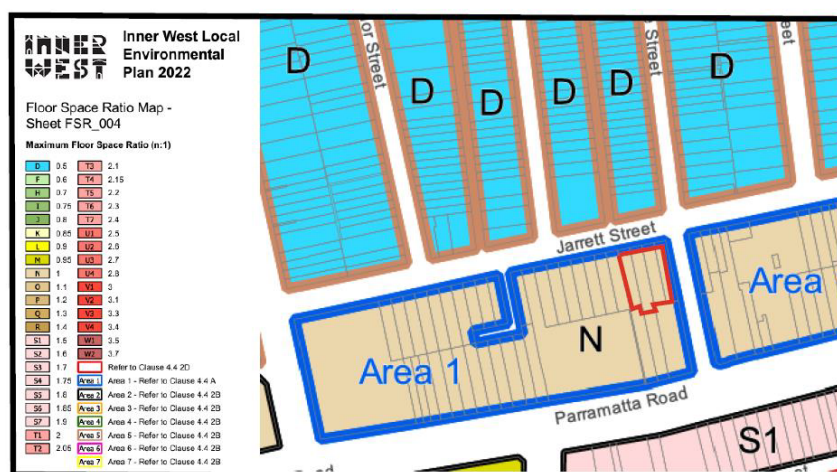 INNER
WEST
Inner West Local
Environmental
Plan 2022
Floor Space Ratio Map -
Sheet FSR_004
Maximum Floor Space Ratio (n:1)
D 0.5 T3 2.1
F 0.6 T4 2.15
H 0.7 T5 2.2
I 0.75 T6 2.3
J 0.8 T7 2.4
K 0.85 U1 2.5
L 0.9 U2 2.6
M 0.95 U3 2.7
N 1 U4 2.8
O 1.1 V1 3
P 1.2 V2 3.1
Q 1.3 V3 3.3
R 1.4 V4 3.4
S1 1.5 W1 3.5
S2 1.6 W2 3.7
S3 1.7 Refer to Clause 4.4 2D
S4 1.75 Area 1 Area 1 - Refer to Clause 4.4 A
S5 1.8 Area 2 Area 2 - Refer to Clause 4.4 2B
S6 1.85 Area 3 Area 3 - Refer to Clause 4.4 2B
S7 1.9 Area 4 Area 4 - Refer to Clause 4.4 2B
T1 2 Area 5 Area 5 - Refer to Clause 4.4 2B
T2 2.05 Area 6 Area 6 - Refer to Clause 4.4 2B
Area 7 Area 7 - Refer to Clause 4.4 2B
D
or Street
D
D
D
D
Street
D
Jarrett Street
Area
Area 1
N
Parramatta Road
S1
Road